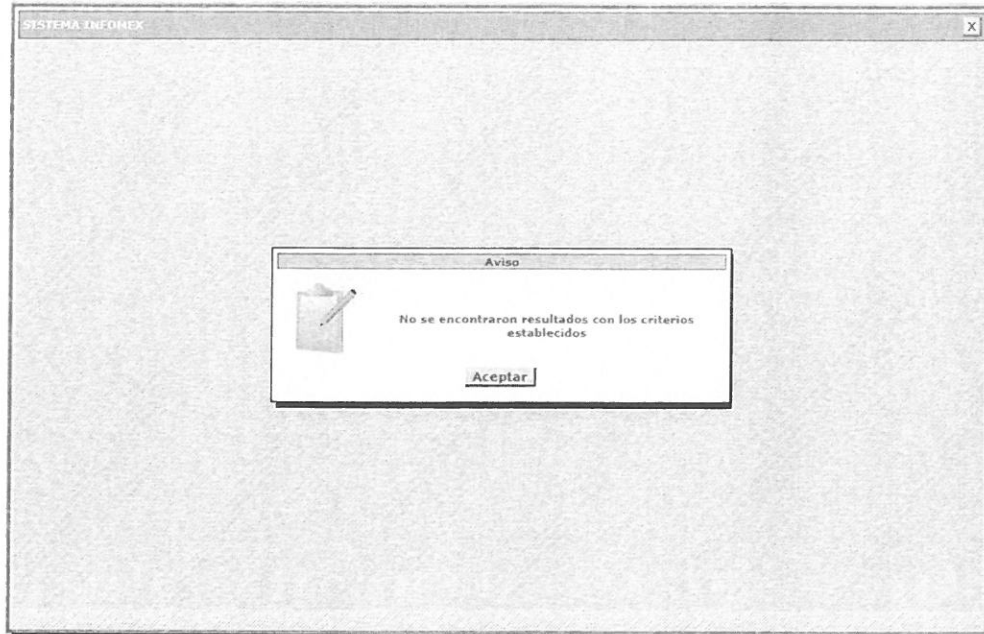 SISTEMA INFOMEX
X
Aviso
No se encontraron resultados con los criterios
establecidos
Aceptar